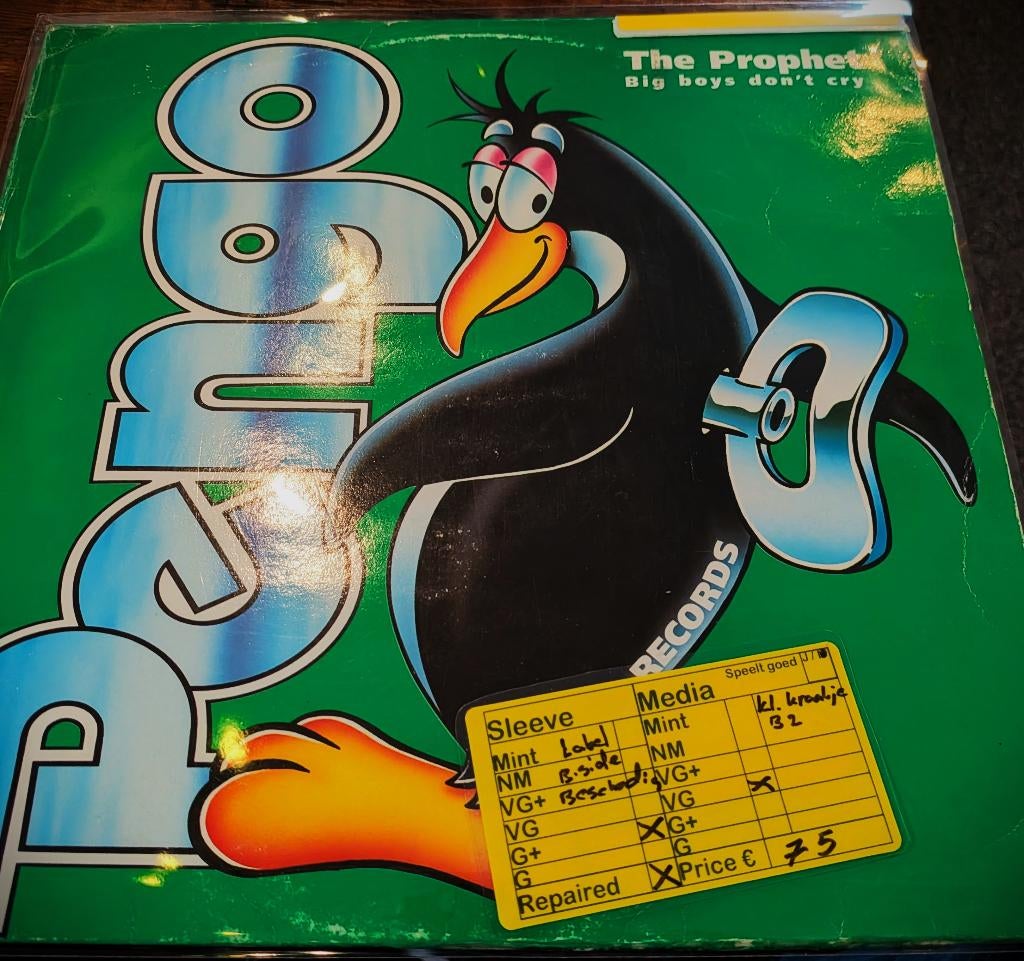 Pengo
The Prophet
Big boys don't cry
RECORDS
Speelt goed J/
Sleeve
Media
Mint
NM
VG+
VG
G+
G
Repaired X
Label
B.side
Beschadig
Mint
NM
VG+
VG X
G+
G
Price € 75
kl. kraakje
B2
X